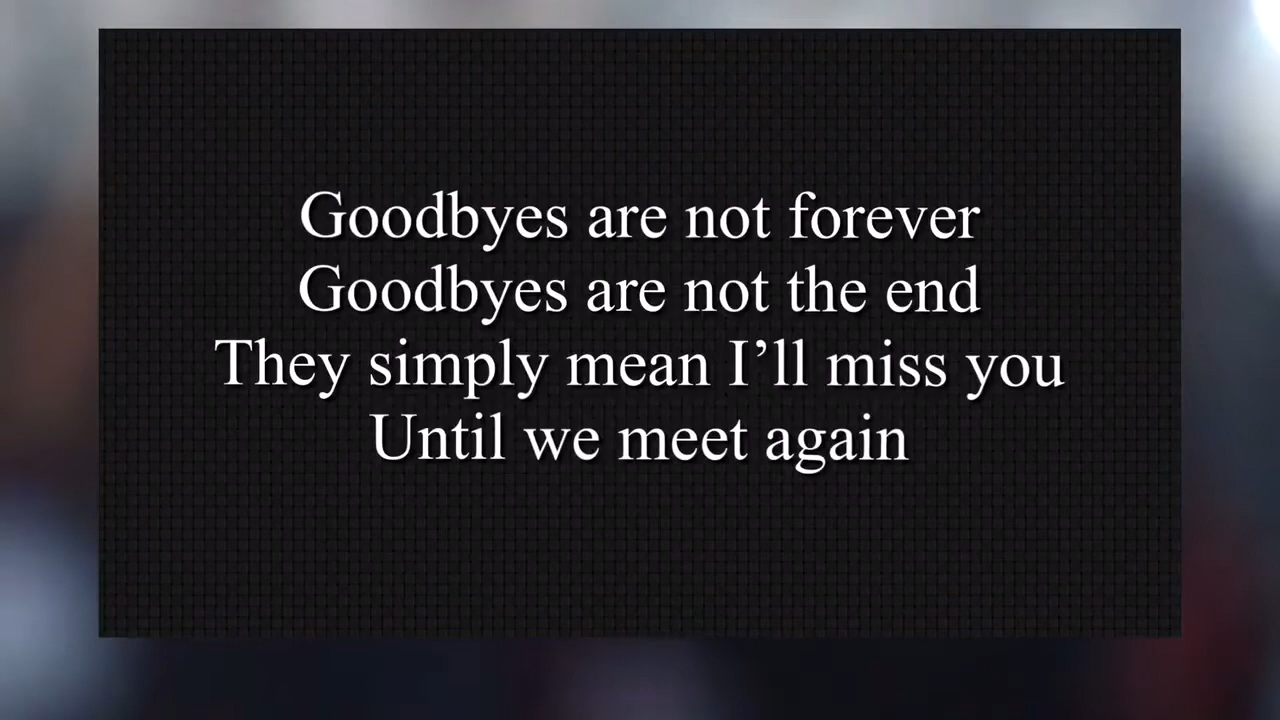 Goodbyes are not forever
Goodbyes are not the end
They simply mean I’ll miss you
Until we meet again